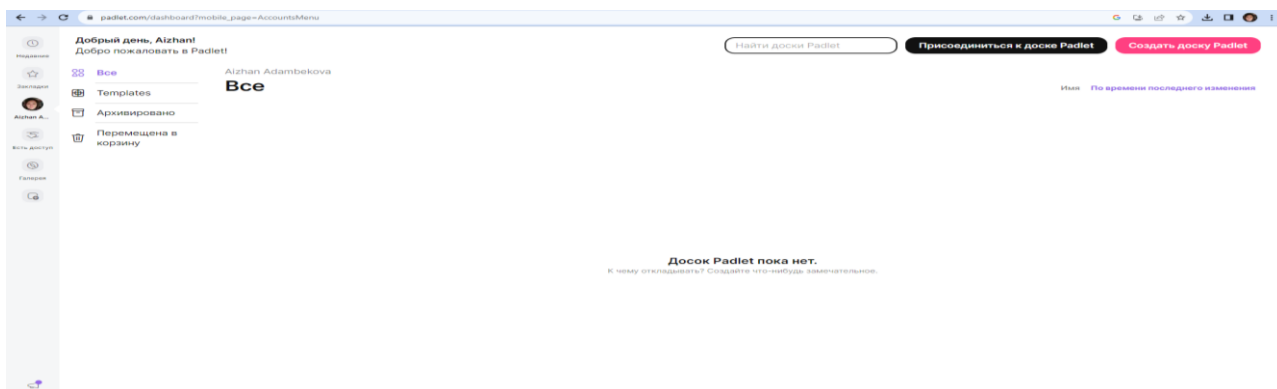 padlet.com/dashboard?mobile_page=AccountsMenu
Недавнее
Закладки
Aizhan A...
Есть доступ
Галерея
Добрый день, Aizhan!
Добро пожаловать в Padlet!
Найти доски Padlet
Присоединиться к доске Padlet
Создать доску Padlet
Все
Templates
Архивировано
Перемещена в
корзину
Aizhan Adambekova
Все
Имя По времени последнего изменения
Досок Padlet пока нет.
К чему откладывать? Создайте что-нибудь замечательное.